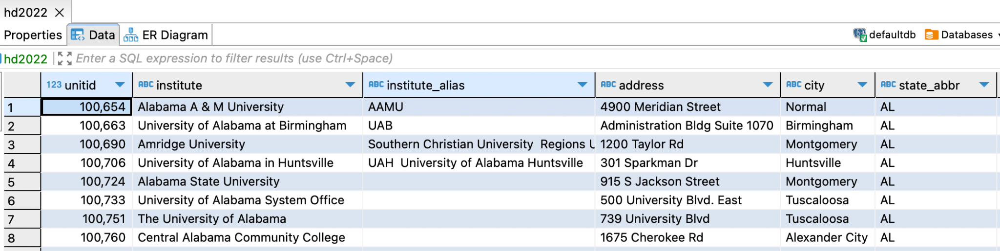 hd2022
Properties Data ER Diagram defaultdb Databases
hd2022 Enter a SQL expression to filter results (use Ctrl+Space)
123 unitid ABC institute ABC institute_alias ABC address ABC city ABC state_abbr
1 100,654 Alabama A & M University AAMU 4900 Meridian Street Normal AL
2 100,663 University of Alabama at Birmingham UAB Administration Bldg Suite 1070 Birmingham AL
3 100,690 Amridge University Southern Christian University Regions 1200 Taylor Rd Montgomery AL
4 100,706 University of Alabama in Huntsville UAH University of Alabama Huntsville 301 Sparkman Dr Huntsville AL
5 100,724 Alabama State University 915 S Jackson Street Montgomery AL
6 100,733 University of Alabama System Office 500 University Blvd. East Tuscaloosa AL
7 100,751 The University of Alabama 739 University Blvd Tuscaloosa AL
8 100,760 Central Alabama Community College 1675 Cherokee Rd Alexander City AL